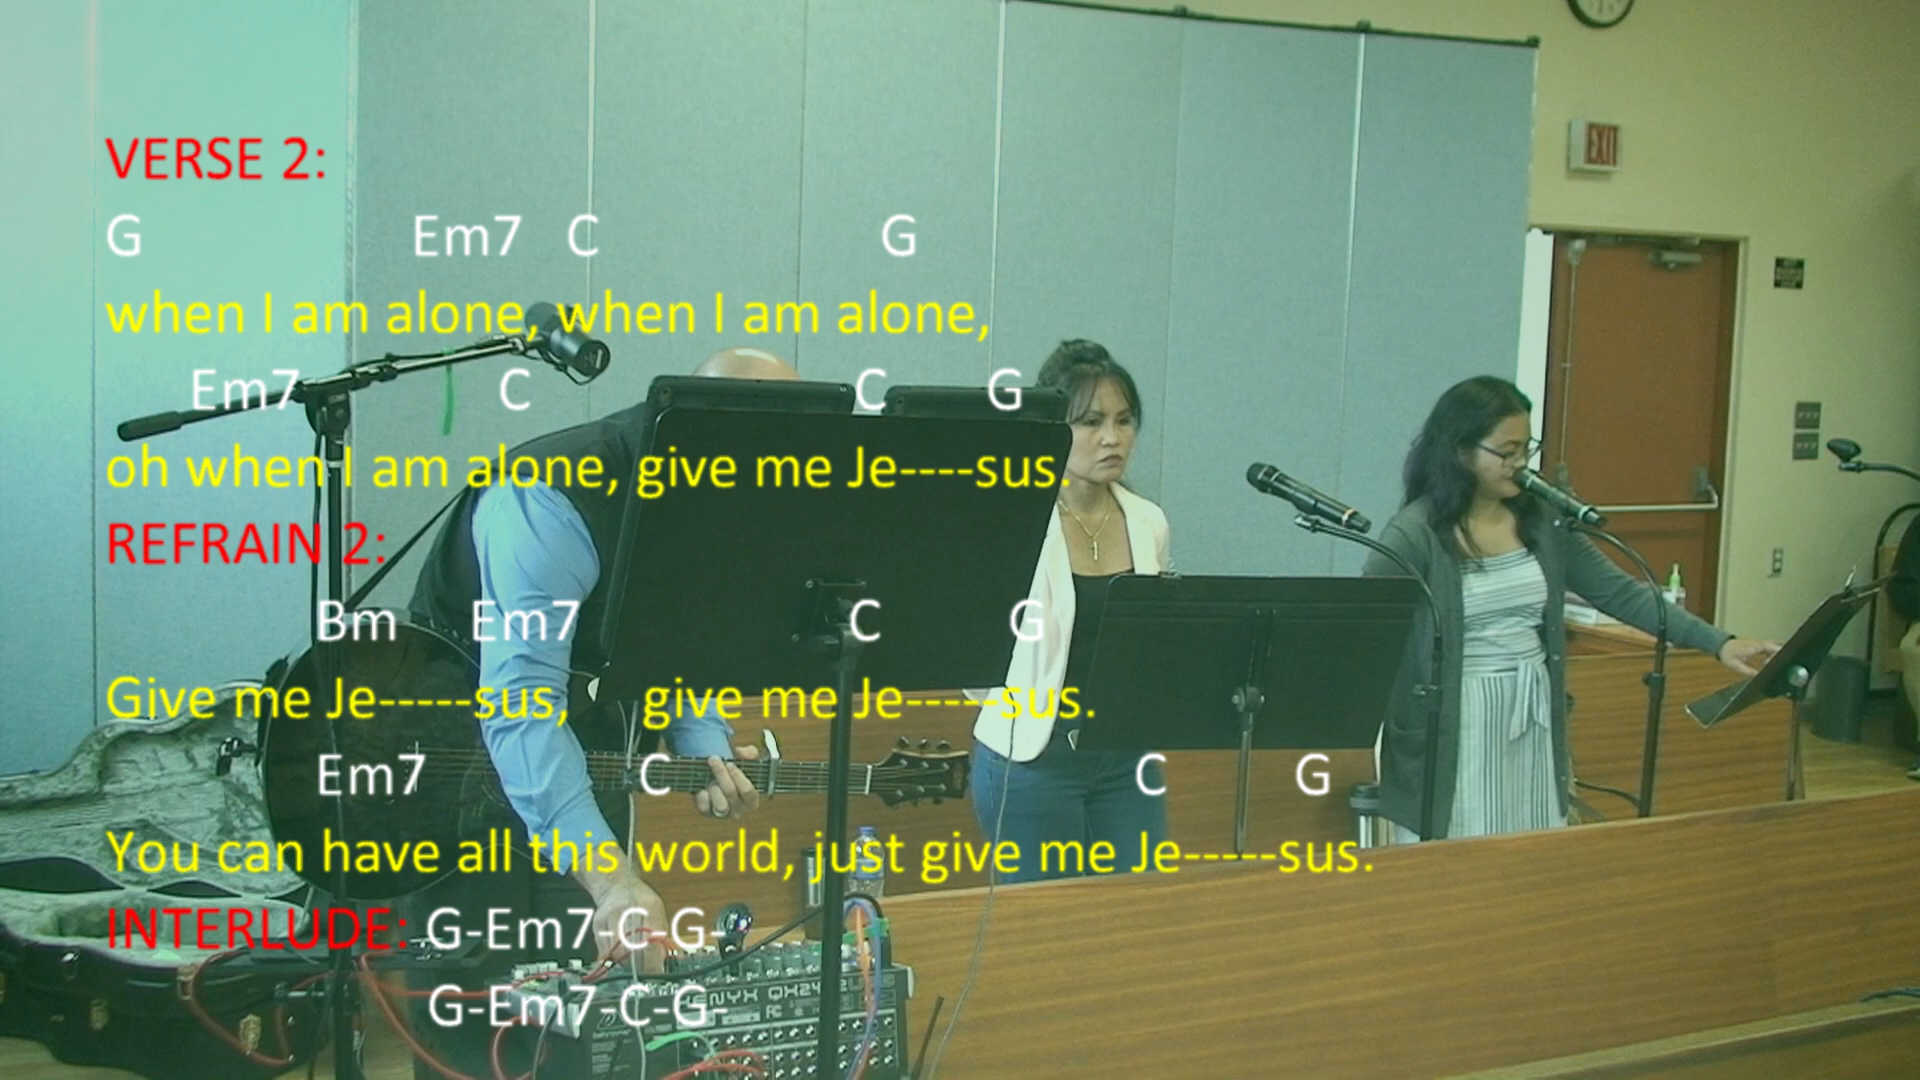 EXIT
VERSE 2:
G Em7 C G
when I am alone, when I am alone,
Em7 C C G
oh when I am alone, give me Je----sus.
REFRAIN 2:
Bm Em7 C G
Give me Je-----sus, give me Je-----sus.
Em7 C C G
You can have all this world, just give me Je-----sus.
INTERLUDE: G-Em7-C-G-
G-Em7-C-G-